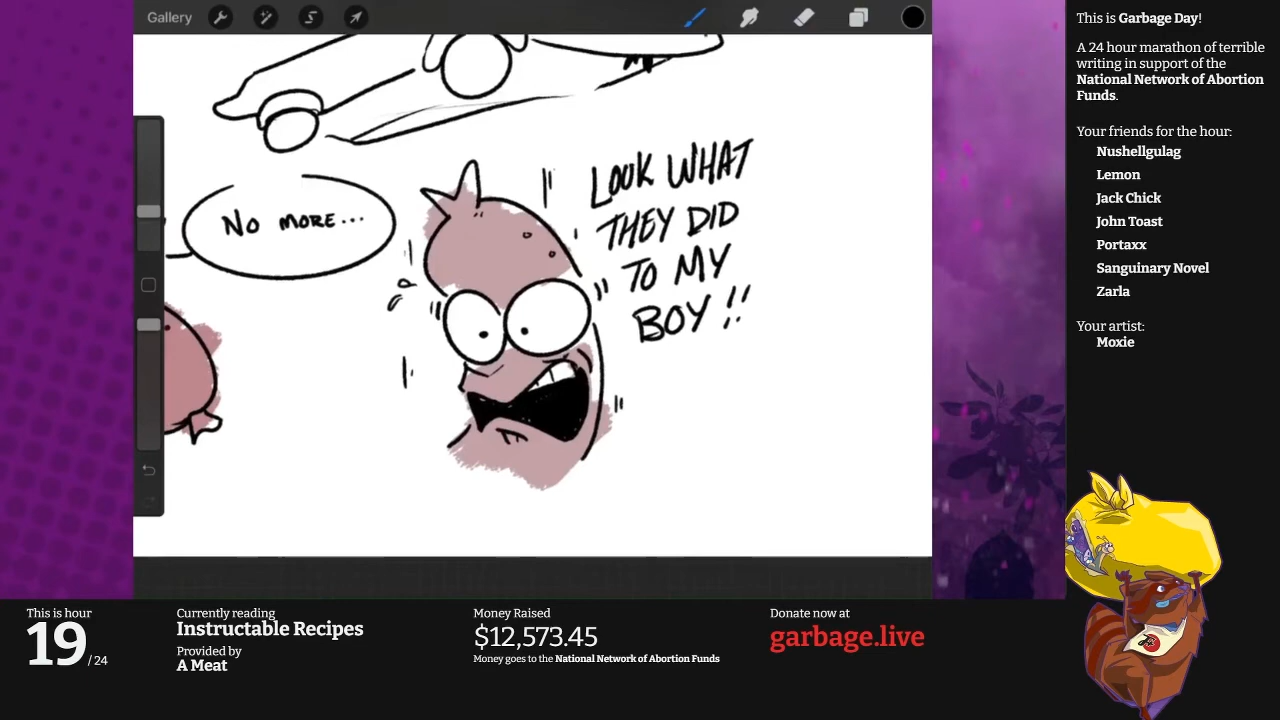 Gallery
No MORE...
LOOK WHAT
THEY DID
TO MY
BOY !!
This is Garbage Day!
A 24 hour marathon of terrible
writing in support of the
National Network of Abortion
Funds.
Your friends for the hour:
Nushellgulag
Lemon
Jack Chick
John Toast
Portaxx
Sanguinary Novel
Zarla
Your artist:
Moxie
This is hour
19 / 24
Currently reading
Instructable Recipes
Provided by
A Meat
Money Raised
$12,573.45
Money goes to the National Network of Abortion Funds
Donate now at
garbage.live